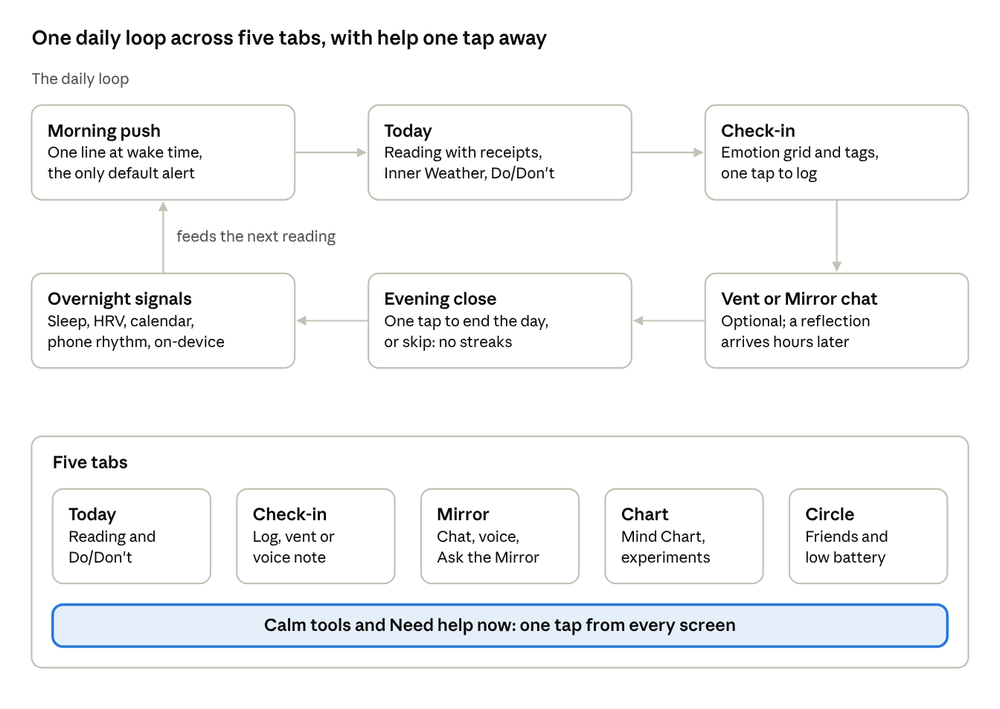 One daily loop across five tabs, with help one tap away
The daily loop
Morning push
One line at wake time,
the only default alert
Today
Reading with receipts,
Inner Weather, Do/Don't
Check-in
Emotion grid and tags,
one tap to log
feeds the next reading
Overnight signals
Sleep, HRV, calendar,
phone rhythm, on-device
Evening close
One tap to end the day,
or skip: no streaks
Vent or Mirror chat
Optional; a reflection
arrives hours later
Five tabs
Today
Reading and
Do/Don't
Check-in
Log, vent or
voice note
Mirror
Chat, voice,
Ask the Mirror
Chart
Mind Chart,
experiments
Circle
Friends and
low battery
Calm tools and Need help now: one tap from every screen